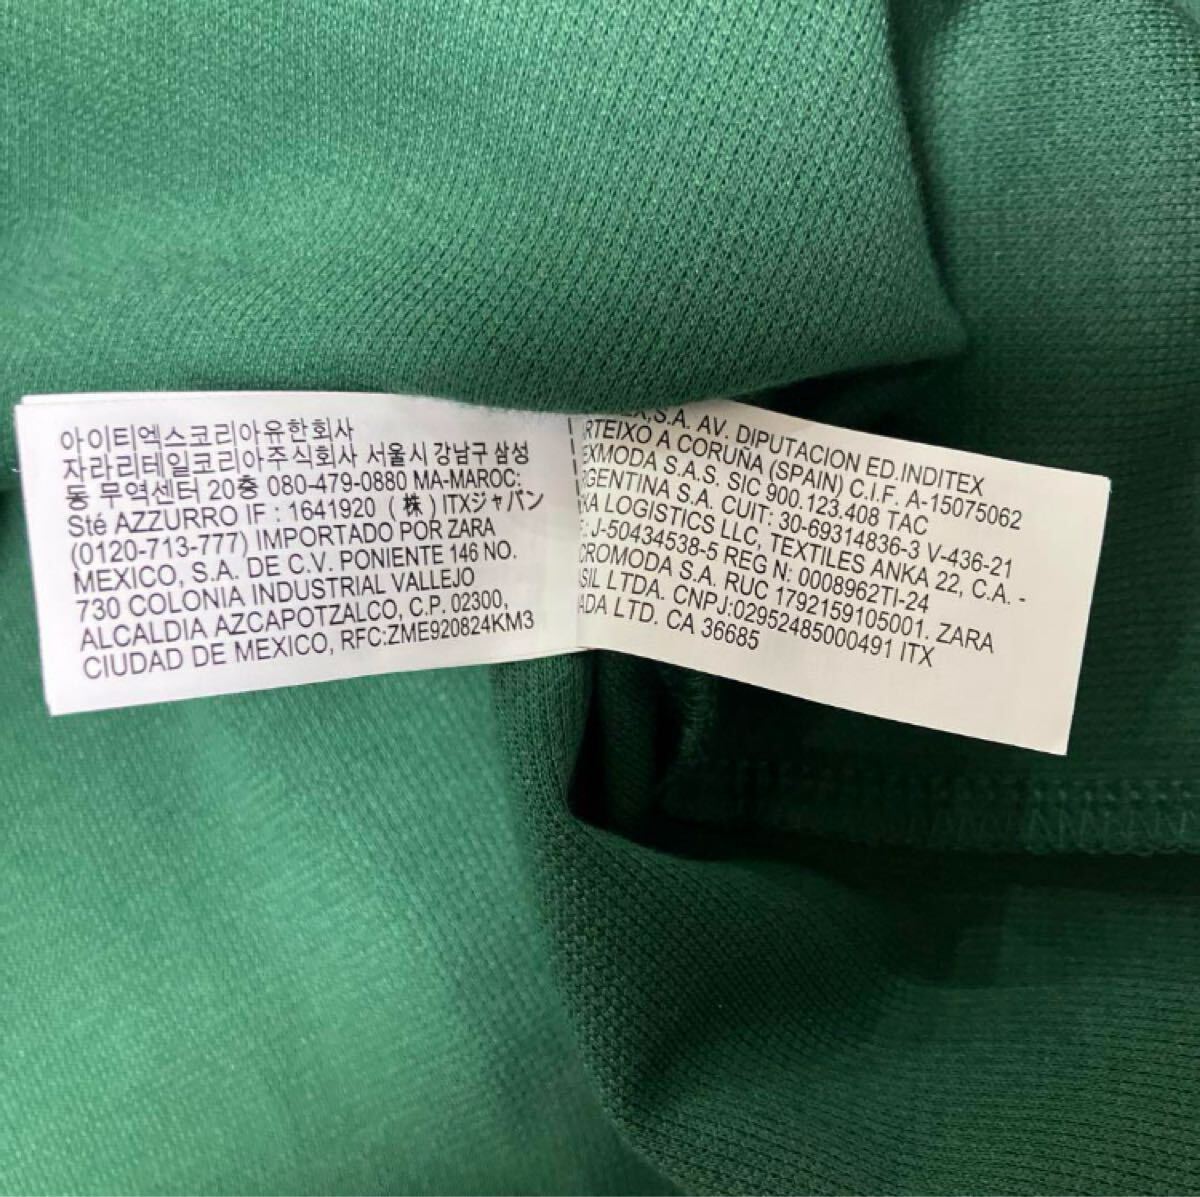 아이티엑스코리아유한회사
자라리테일코리아주식회사 서울시 강남구 삼성
동 무역센터 20층 080-479-0880 MA-MAROC:
Sté AZZURRO IF : 1641920 (株) ITXジャパン
(0120-713-777) IMPORTADO POR ZARA
MEXICO, S.A. DE C.V. PONIENTE 146 NO.
730 COLONIA INDUSTRIAL VALLEJO
ALCALDIA AZCAPOTZALCO, C.P. 02300,
CIUDAD DE MEXICO, RFC:ZME920824KM3
S.A. AV. DIPUTACION ED.INDITEX
RTEIXO A CORUÑA (SPAIN) C.I.F. A-15075062
EXMODA S.A.S. SIC 900.123.408 TAC
RGENTINA S.A. CUIT: 30-69314836-3 V-436-21
KA LOGISTICS LLC, TEXTILES ANKA 22, C.A. -
F: J-50434538-5 REG N: 0008962TI-24
CROMODA S.A. RUC 1792159105001. ZARA
SIL LTDA. CNPJ:02952485000491 ITX
ADA LTD. CA 36685